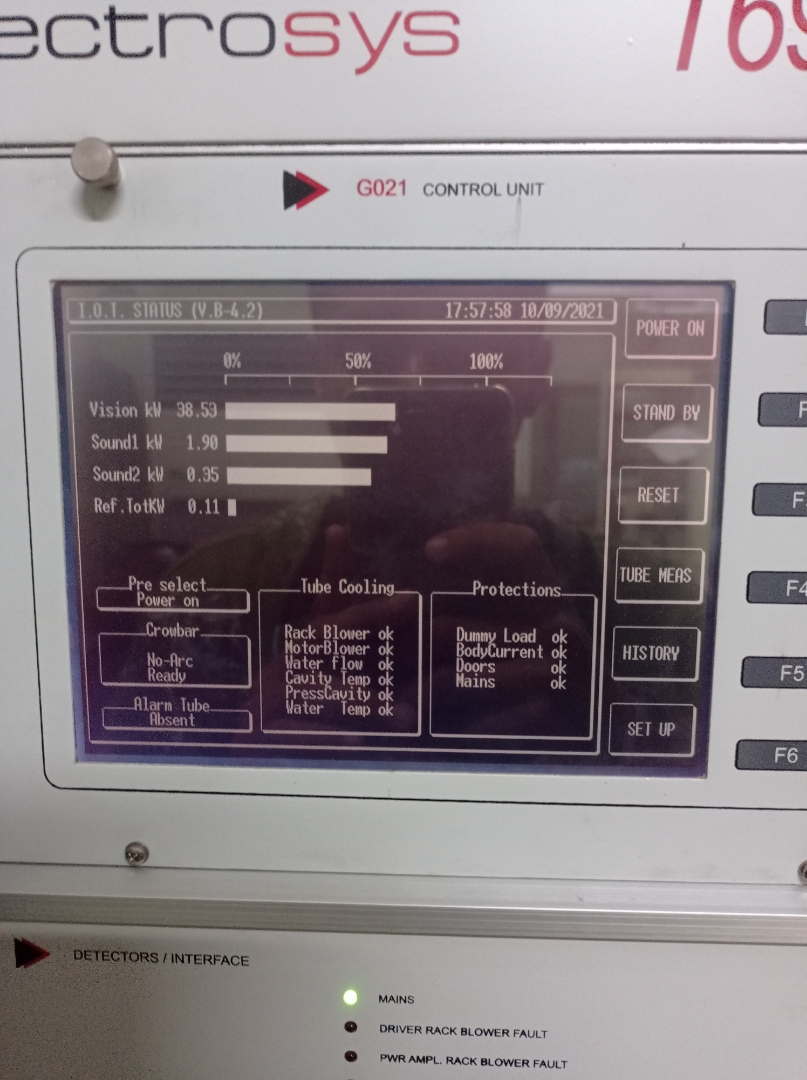 ectrosys 769
G021 CONTROL UNIT
I.O.T. STATUS (V.B-4.2) 17:57:58 10/09/2021
0% 50% 100%
Vision kW 38.53
Sound1 kW 1.90
Sound2 kW 0.35
Ref.TotKW 0.11
Pre select
Power on
Crowbar
No-Arc
Ready
Alarm Tube
Absent
Tube Cooling
Rack Blower ok
MotorBlower ok
Water flow ok
Cavity Temp ok
PressCavity ok
Water Temp ok
Protections
Dummy Load ok
BodyCurrent ok
Doors ok
Mains ok
POWER ON
STAND BY
RESET
TUBE MEAS
HISTORY
SET UP
F
F
F4
F5
F6
DETECTORS / INTERFACE
MAINS
DRIVER RACK BLOWER FAULT
PWR AMPL. RACK BLOWER FAULT